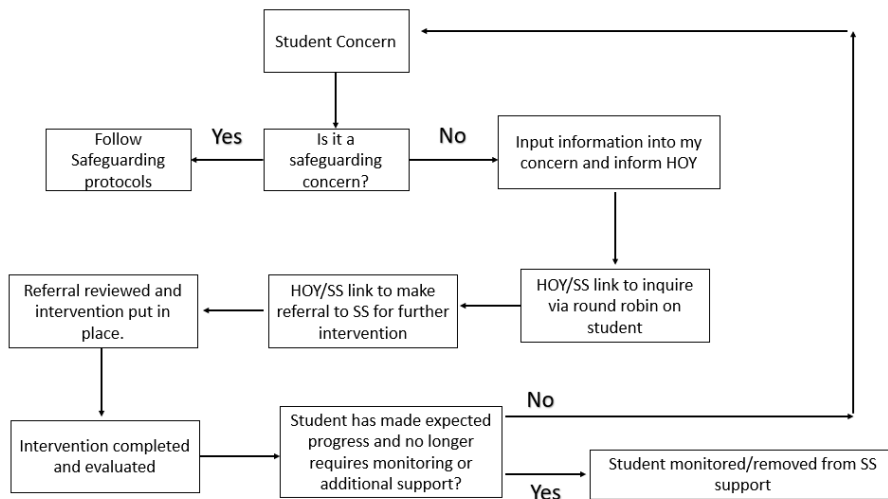 Student Concern
Yes
No
Follow
Safeguarding
protocols
Is it a
safeguarding
concern?
Input information into my
concern and inform HOY
Referral reviewed and
intervention put in
place.
HOY/SS link to make
referral to SS for further
intervention
HOY/SS link to inquire
via round robin on
student
Intervention completed
and evaluated
Student has made expected
progress and no longer
requires monitoring or
additional support?
No
Yes
Student monitored/removed from SS
support